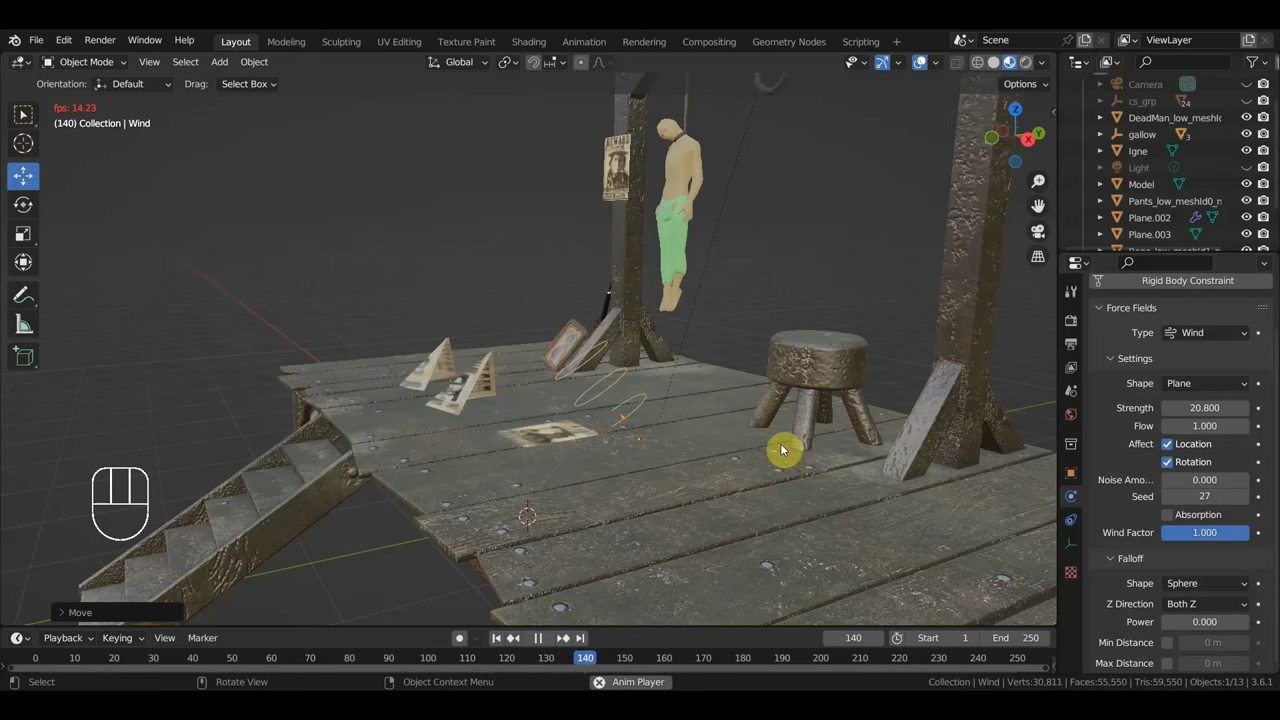 File Edit Render Window Help
Layout Modeling Sculpting UV Editing Texture Paint Shading Animation Rendering Compositing Geometry Nodes Scripting +
Scene ViewLayer
Object Mode View Select Add Object Global
Orientation: Default Drag: Select Box Options
fps: 14.23
(140) Collection | Wind
Z
Y
X
REWARD
Camera
cs_grp 24
DeadMan_low_meshIc
gallow 3
Igne
Light
Model
Pants_low_meshId0_n
Plane.002
Plane.003
Rigid Body Constraint
Force Fields
Type Wind
Settings
Shape Plane
Strength 20.800
Flow 1.000
Affect Location
Rotation
Noise Amo... 0.000
Seed 27
Absorption
Wind Factor 1.000
Falloff
Shape Sphere
Z Direction Both Z
Power 0.000
Min Distance 0 m
Max Distance 0 m
Move
Playback Keying View Marker 140 Start 1 End 250
0 10 20 30 40 50 60 70 80 90 100 110 120 130 140 150 160 170 180 190 200 210 220 230 240 250
Select Rotate View Object Context Menu Anim Player Collection | Wind | Verts:30,811 | Faces:55,550 | Tris:59,550 | Objects:1/13 | 3.6.1